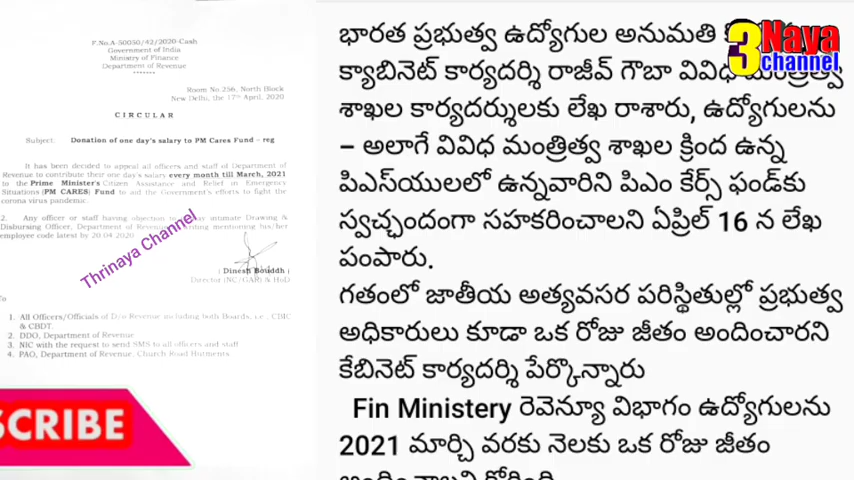 F.No.A-50050/42/2020-Cash
Government of India
Ministry of Finance
Department of Revenue
*******
Room No 256, North Block
New Delhi, the 17th April, 2020
CIRCULAR
Subject: Donation of one day's salary to PM Cares Fund – reg
It has been decided to appeal all officers and staff of Department of
Revenue to contribute their one day's salary every month till March, 2021
to the Prime Minister's Citizen Assistance and Relief in Emergency
Situations (PM CARES) Fund to aid the Government's efforts to fight the
corona virus pandemic.
2. Any officer or staff having objection to intimate Drawing &
Disbursing Officer, Department of Revenue mentioning his/her
employee code latest by 20.04.2020
Thrinaya Channel
( Dinesh Bouddh )
Director (NC/GAR) & HoD
To
1. All Officers/Officials of D/o Revenue including both Boards, i.e., CBIC
& CBDT.
2. DDO, Department of Revenue
3. NIC with the request to send SMS to all officers and staff
4. PAO, Department of Revenue, Church Road Hutments
SCRIBE
3Naya
channel
భారత ప్రభుత్వ ఉద్యోగుల అనుమతి
క్యాబినెట్ కార్యదర్శి రాజీవ్ గౌబా వివిధ మంత్రిత్వ
శాఖల కార్యదర్శులకు లేఖ రాశారు, ఉద్యోగులను
– అలాగే వివిధ మంత్రిత్వ శాఖల క్రింద ఉన్న
పిఎస్‌యులలో ఉన్నవారిని పిఎం కేర్స్ ఫండ్‌కు
స్వచ్ఛందంగా సహకరించాలని ఏప్రిల్ 16 న లేఖ
పంపారు.
గతంలో జాతీయ అత్యవసర పరిస్థితుల్లో ప్రభుత్వ
అధికారులు కూడా ఒక రోజు జీతం అందించారని
కేబినెట్ కార్యదర్శి పేర్కొన్నారు
Fin Ministery రెవెన్యూ విభాగం ఉద్యోగులను
2021 మార్చి వరకు నెలకు ఒక రోజు జీతం